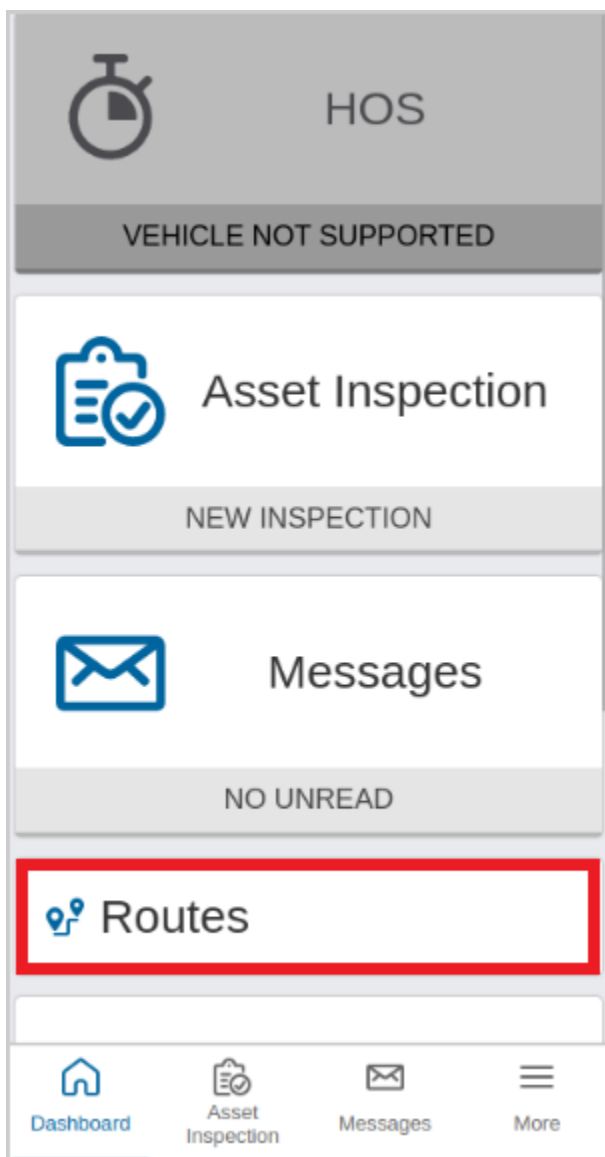 HOS
VEHICLE NOT SUPPORTED
Asset Inspection
NEW INSPECTION
Messages
NO UNREAD
Routes
Dashboard
Asset
Inspection
Messages
More